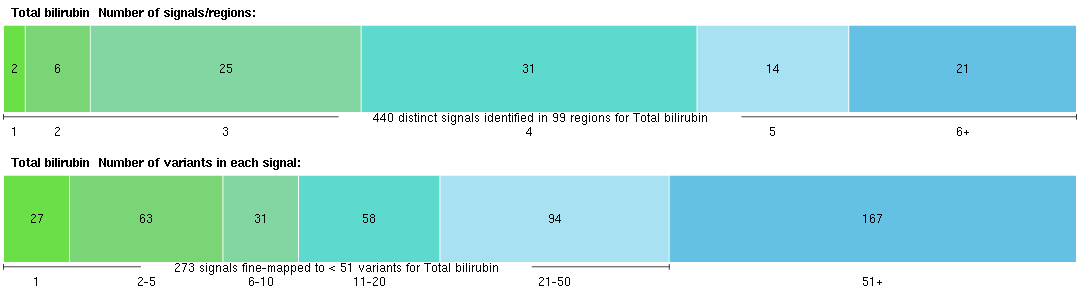 Total bilirubin Number of signals/regions:
2 6 25 31 14 21
440 distinct signals identified in 99 regions for Total bilirubin
1 2 3 4 5 6+
Total bilirubin Number of variants in each signal:
27 63 31 58 94 167
273 signals fine-mapped to < 51 variants for Total bilirubin
1 2-5 6-10 11-20 21-50 51+